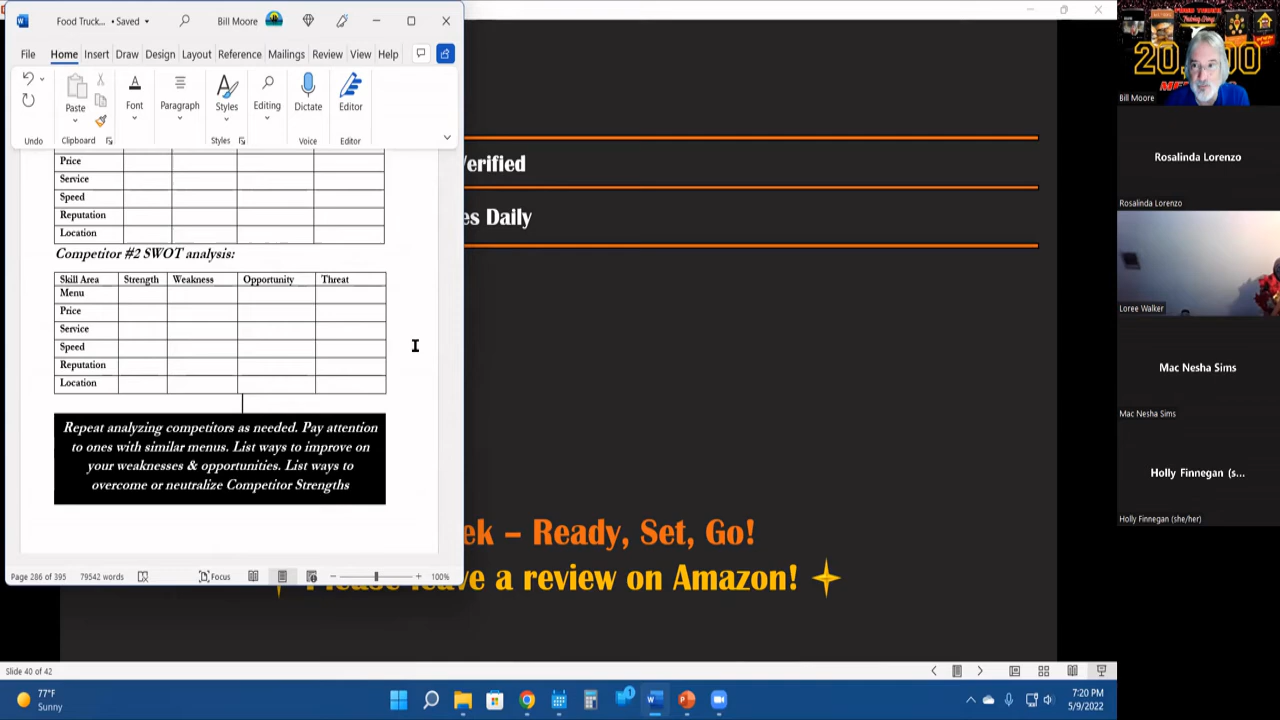 Food Truck... • Saved
Bill Moore
File Home Insert Draw Design Layout Reference Mailings Review View Help
Undo
Paste
Clipboard
Font
Paragraph
Styles
Styles
Editing
Dictate
Voice
Editor
Editor
Price
Service
Speed
Reputation
Location
Competitor #2 SWOT analysis:
Skill Area Strength Weakness Opportunity Threat
Menu
Price
Service
Speed
Reputation
Location
Repeat analyzing competitors as needed. Pay attention
to ones with similar menus. List ways to improve on
your weaknesses & opportunities. List ways to
overcome or neutralize Competitor Strengths
Page 286 of 395 79542 words Focus 100%
erified
es Daily
ek – Ready, Set, Go!
leave a review on Amazon!
Slide 40 of 42
77°F
Sunny
7:20 PM
5/9/2022
Bill Moore
Rosalinda Lorenzo
Rosalinda Lorenzo
Loree Walker
Mac Nesha Sims
Mac Nesha Sims
Holly Finnegan (s...
Holly Finnegan (she/her)